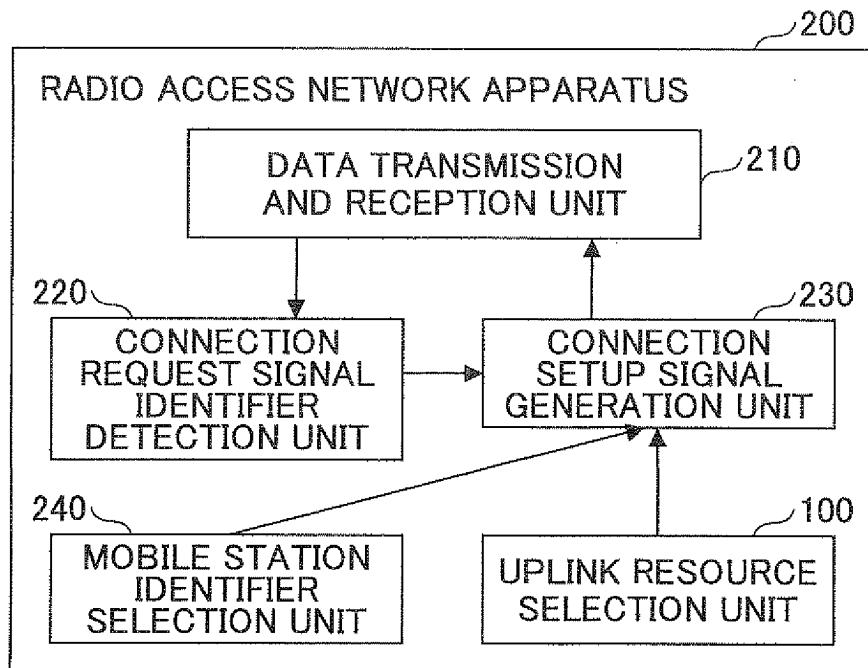 200
RADIO ACCESS NETWORK APPARATUS
DATA TRANSMISSION
AND RECEPTION UNIT
210
220
CONNECTION
REQUEST SIGNAL
IDENTIFIER
DETECTION UNIT
230
CONNECTION
SETUP SIGNAL
GENERATION UNIT
240
MOBILE STATION
IDENTIFIER
SELECTION UNIT
100
UPLINK RESOURCE
SELECTION UNIT